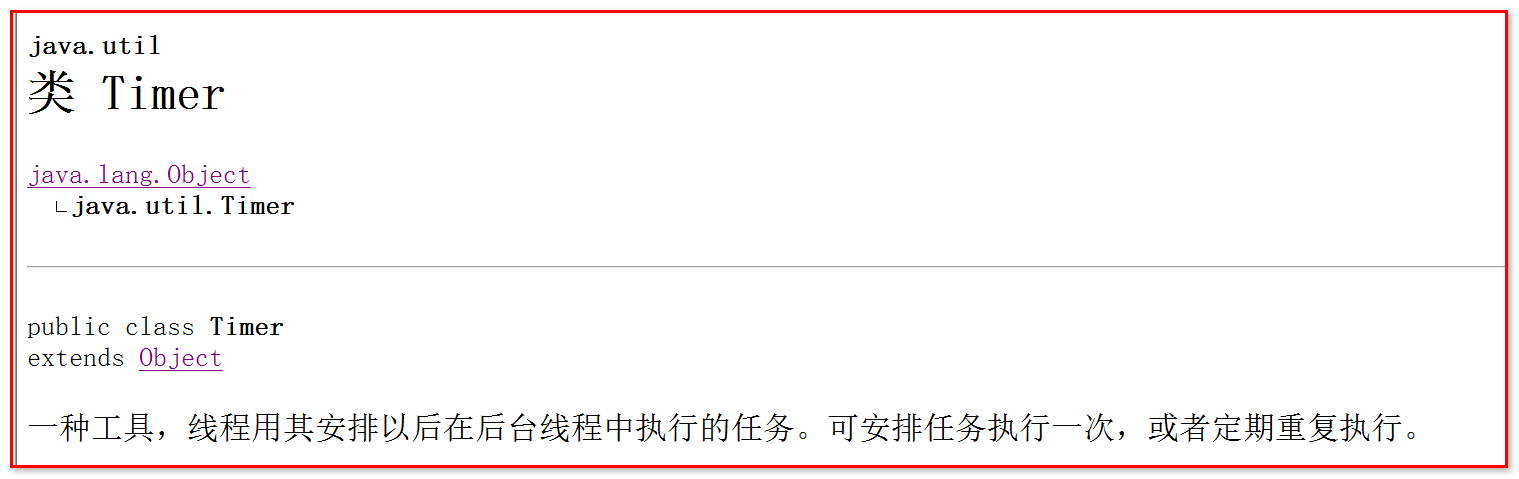 java.util
类 Timer
java.lang.Object
java.util.Timer
public class Timer
extends Object
一种工具，线程用其安排以后在后台线程中执行的任务。可安排任务执行一次，或者定期重复执行。